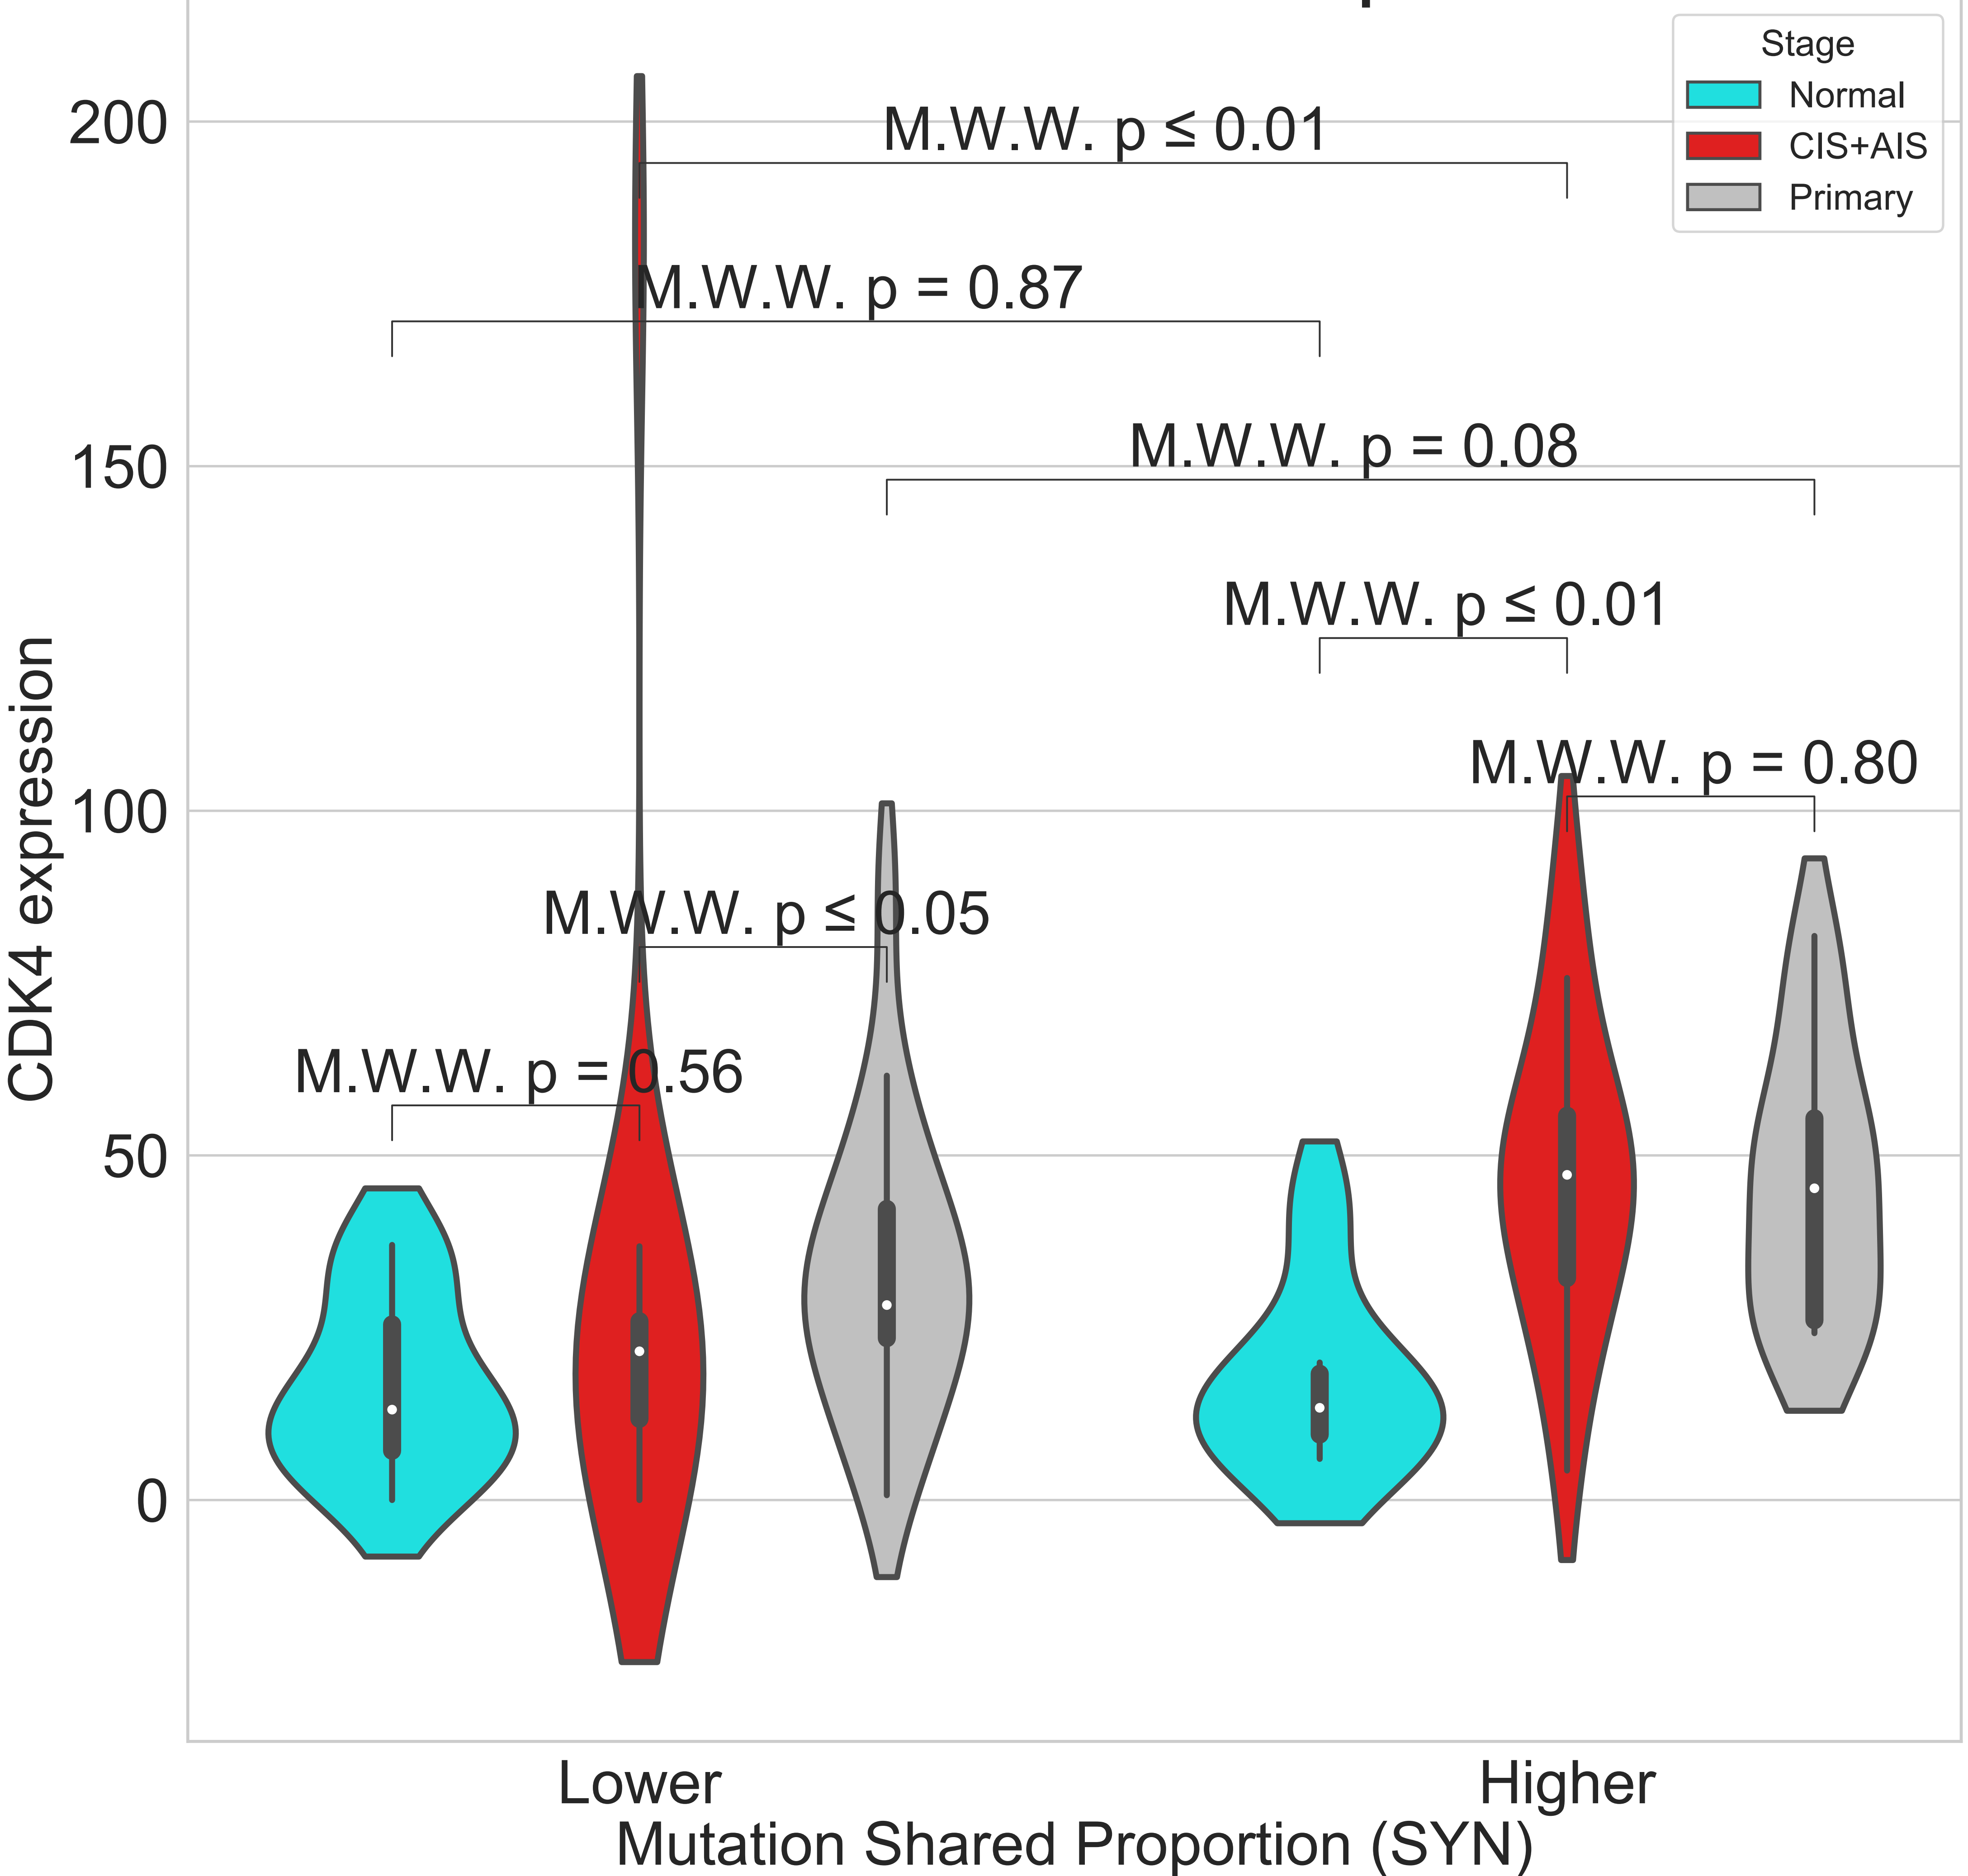 Stage
Normal
CIS+AIS
Primary
200
150
100
50
0
CDK4 expression
M.W.W. p ≤ 0.01
M.W.W. p = 0.87
M.W.W. p = 0.08
M.W.W. p ≤ 0.01
M.W.W. p = 0.80
M.W.W. p ≤ 0.05
M.W.W. p = 0.56
Lower
Higher
Mutation Shared Proportion (SYN)